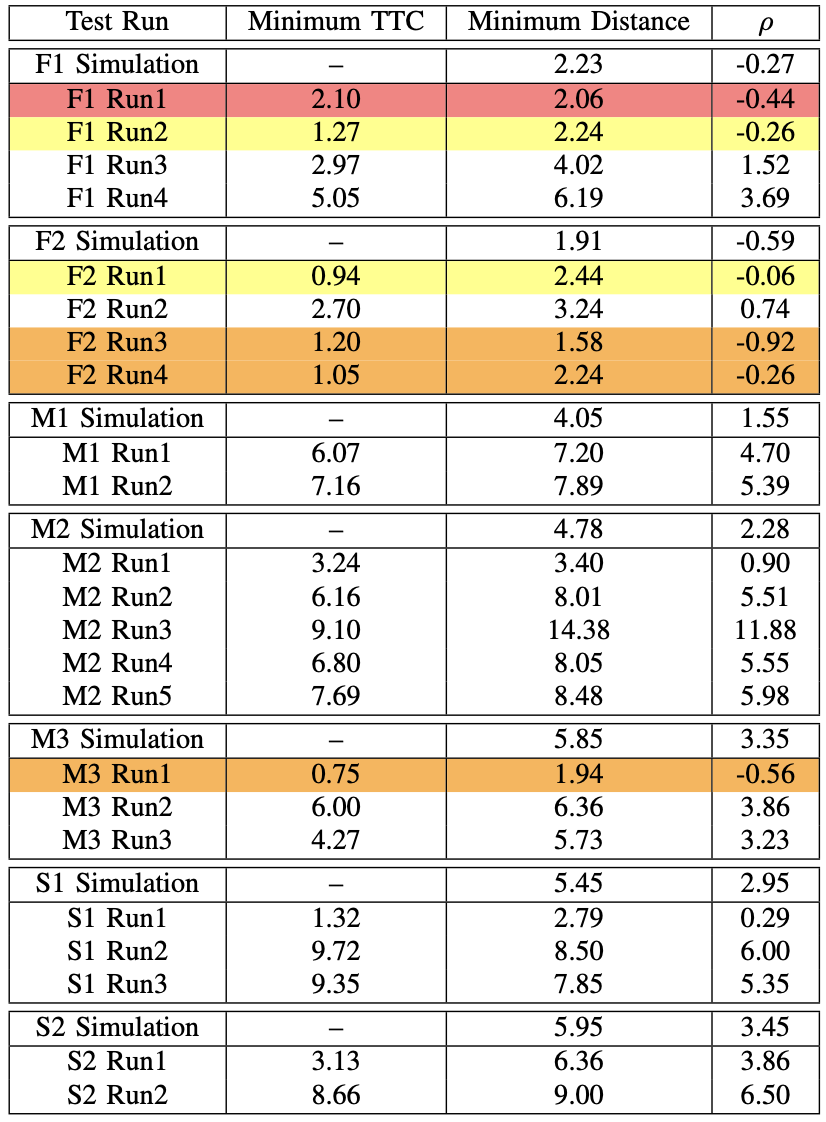 Test Run Minimum TTC Minimum Distance ρ
F1 Simulation – 2.23 -0.27
F1 Run1 2.10 2.06 -0.44
F1 Run2 1.27 2.24 -0.26
F1 Run3 2.97 4.02 1.52
F1 Run4 5.05 6.19 3.69
F2 Simulation – 1.91 -0.59
F2 Run1 0.94 2.44 -0.06
F2 Run2 2.70 3.24 0.74
F2 Run3 1.20 1.58 -0.92
F2 Run4 1.05 2.24 -0.26
M1 Simulation – 4.05 1.55
M1 Run1 6.07 7.20 4.70
M1 Run2 7.16 7.89 5.39
M2 Simulation – 4.78 2.28
M2 Run1 3.24 3.40 0.90
M2 Run2 6.16 8.01 5.51
M2 Run3 9.10 14.38 11.88
M2 Run4 6.80 8.05 5.55
M2 Run5 7.69 8.48 5.98
M3 Simulation – 5.85 3.35
M3 Run1 0.75 1.94 -0.56
M3 Run2 6.00 6.36 3.86
M3 Run3 4.27 5.73 3.23
S1 Simulation – 5.45 2.95
S1 Run1 1.32 2.79 0.29
S1 Run2 9.72 8.50 6.00
S1 Run3 9.35 7.85 5.35
S2 Simulation – 5.95 3.45
S2 Run1 3.13 6.36 3.86
S2 Run2 8.66 9.00 6.50